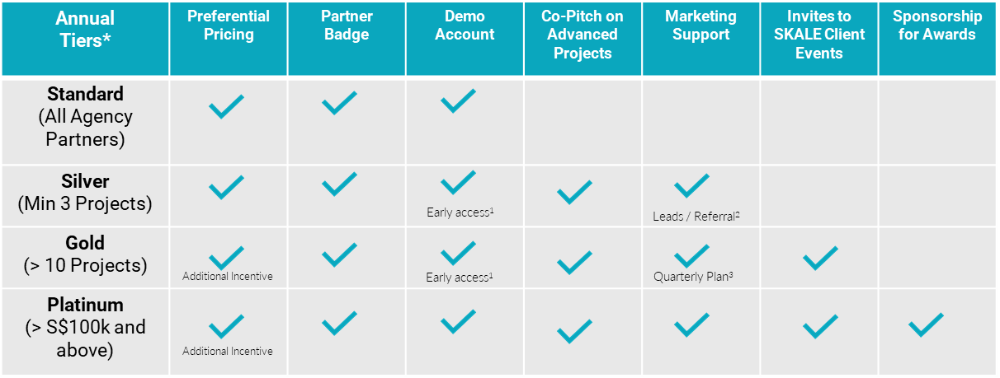 Annual
Tiers*
Preferential
Pricing
Partner
Badge
Demo
Account
Co-Pitch on
Advanced
Projects
Marketing
Support
Invites to
SKALE Client
Events
Sponsorship
for Awards
Standard
(All Agency
Partners)
Silver
(Min 3 Projects)
Early access¹
Leads / Referral²
Gold
(> 10 Projects)
Additional Incentive
Early access¹
Quarterly Plan³
Platinum
(> S$100k and
above)
Additional Incentive